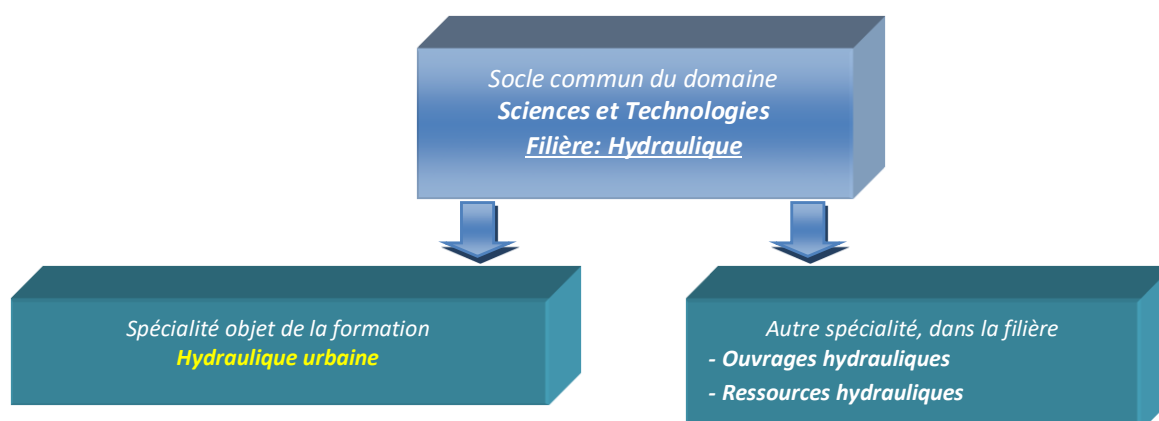 Socle commun du domaine
Sciences et Technologies
Filière: Hydraulique
Spécialité objet de la formation
Hydraulique urbaine
Autre spécialité, dans la filière
- Ouvrages hydrauliques
- Ressources hydrauliques